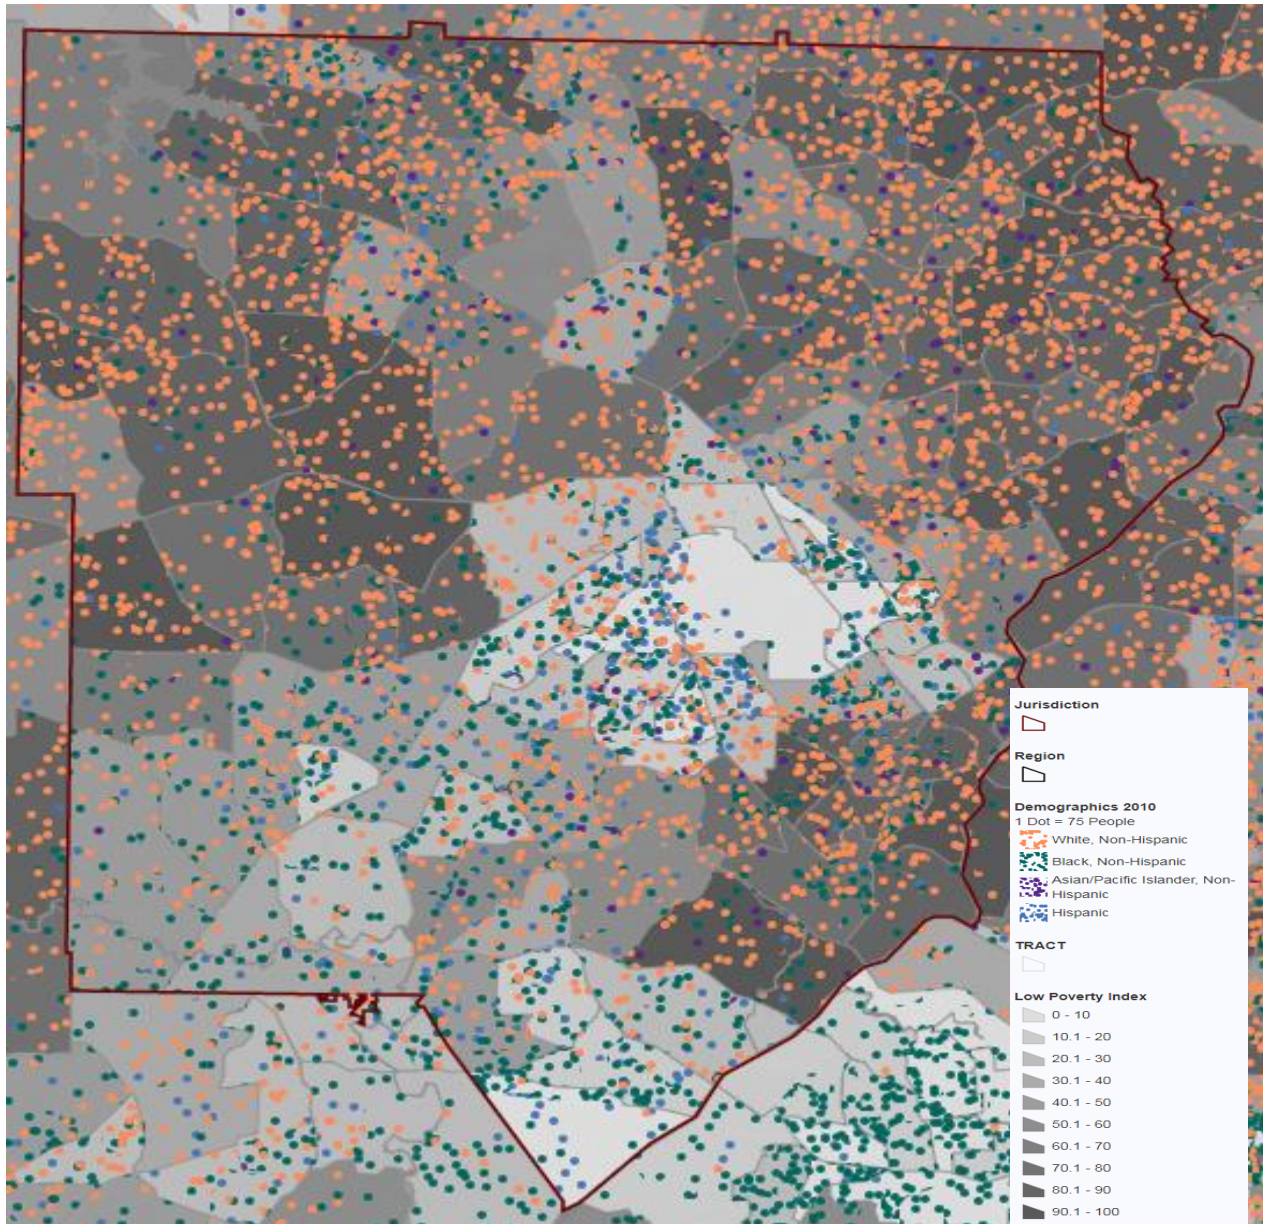 Jurisdiction
Region
Demographics 2010
1 Dot = 75 People
White, Non-Hispanic
Black, Non-Hispanic
Asian/Pacific Islander, Non-
Hispanic
Hispanic
TRACT
Low Poverty Index
0 - 10
10.1 - 20
20.1 - 30
30.1 - 40
40.1 - 50
50.1 - 60
60.1 - 70
70.1 - 80
80.1 - 90
90.1 - 100